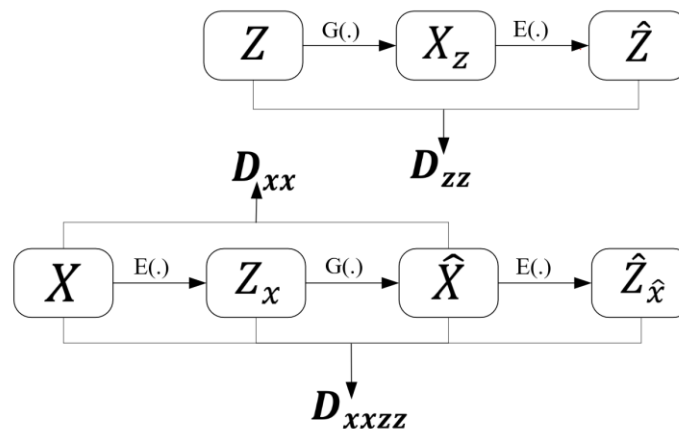 Z G(.) X_z E(.) Ẑ
D_xx D_zz
X E(.) Z_x G(.) X̂ E(.) Ẑ_x̂
D_xxzz